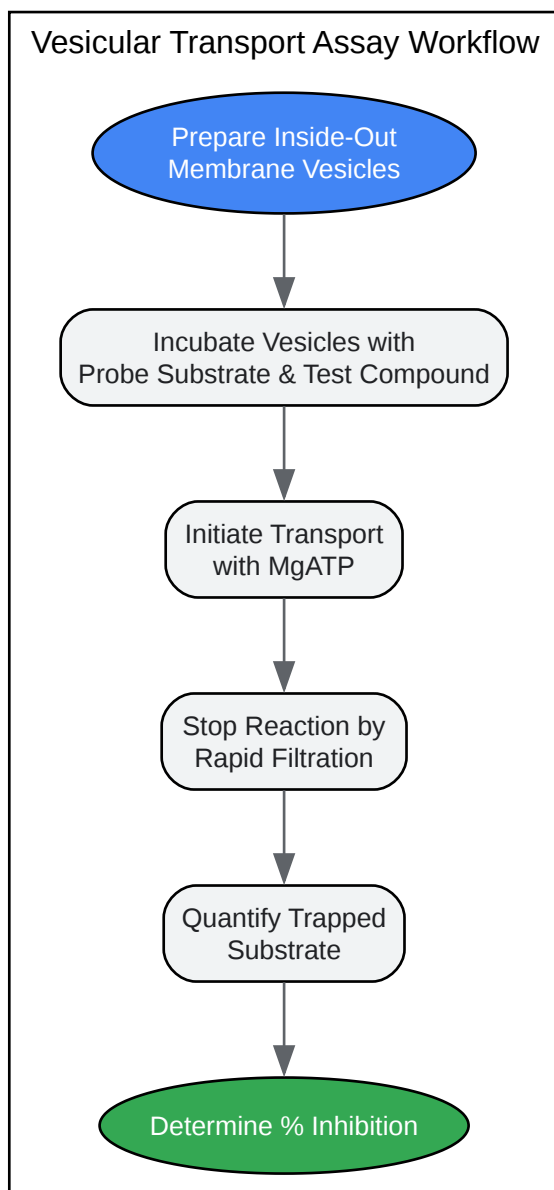 Vesicular Transport Assay Workflow
Prepare Inside-Out
Membrane Vesicles
Incubate Vesicles with
Probe Substrate & Test Compound
Initiate Transport
with MgATP
Stop Reaction by
Rapid Filtration
Quantify Trapped
Substrate
Determine % Inhibition